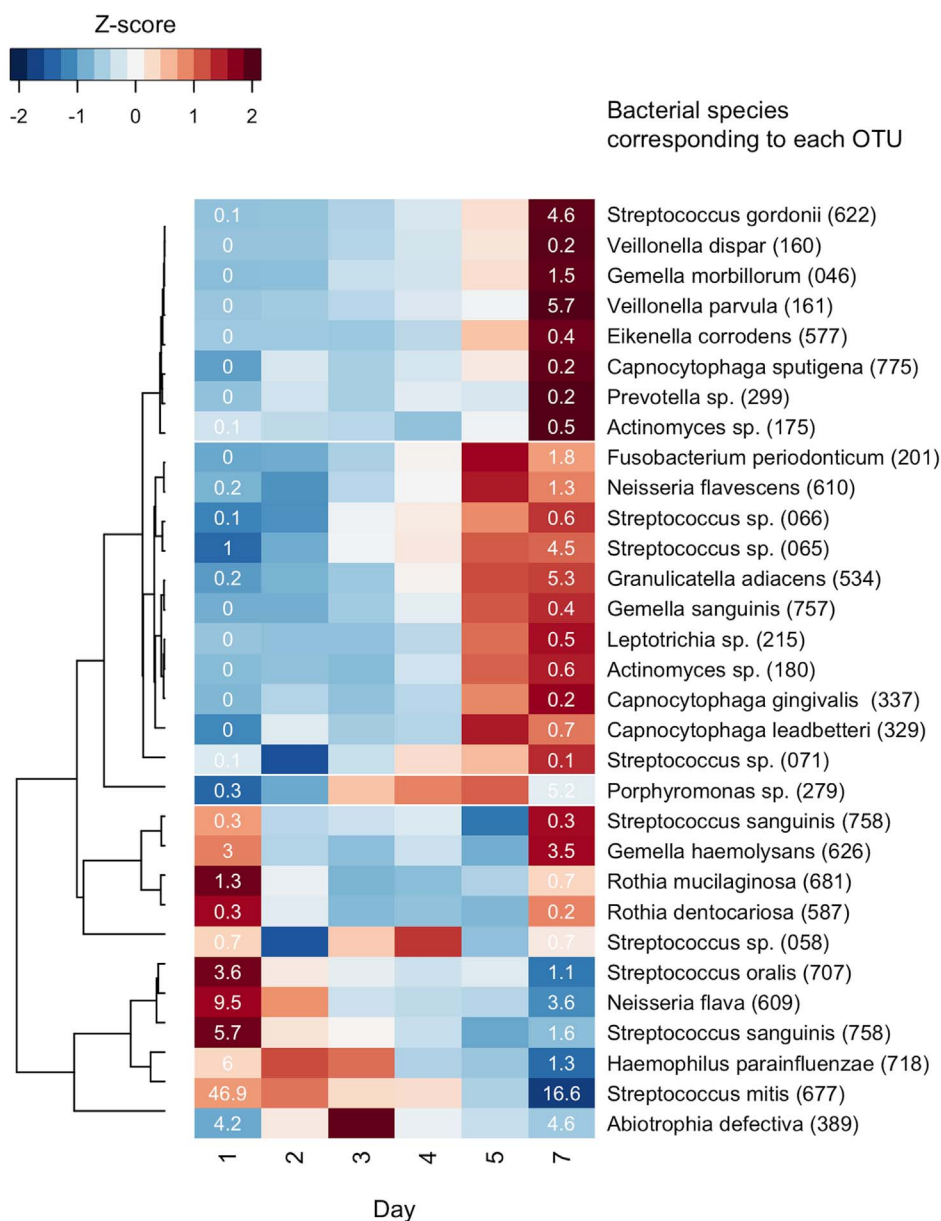 Z-score
-2 -1 0 1 2
Bacterial species
corresponding to each OTU
0.1 4.6 Streptococcus gordonii (622)
0 0.2 Veillonella dispar (160)
0 1.5 Gemella morbillorum (046)
0 5.7 Veillonella parvula (161)
0 0.4 Eikenella corrodens (577)
0 0.2 Capnocytophaga sputigena (775)
0 0.2 Prevotella sp. (299)
0.1 0.5 Actinomyces sp. (175)
0 1.8 Fusobacterium periodonticum (201)
0.2 1.3 Neisseria flavescens (610)
0.1 0.6 Streptococcus sp. (066)
1 4.5 Streptococcus sp. (065)
0.2 5.3 Granulicatella adiacens (534)
0 0.4 Gemella sanguinis (757)
0 0.5 Leptotrichia sp. (215)
0 0.6 Actinomyces sp. (180)
0 0.2 Capnocytophaga gingivalis (337)
0 0.7 Capnocytophaga leadbetteri (329)
0.1 0.1 Streptococcus sp. (071)
0.3 5.2 Porphyromonas sp. (279)
0.3 0.3 Streptococcus sanguinis (758)
3 3.5 Gemella haemolysans (626)
1.3 0.7 Rothia mucilaginosa (681)
0.3 0.2 Rothia dentocariosa (587)
0.7 0.7 Streptococcus sp. (058)
3.6 1.1 Streptococcus oralis (707)
9.5 3.6 Neisseria flava (609)
5.7 1.6 Streptococcus sanguinis (758)
6 1.3 Haemophilus parainfluenzae (718)
46.9 16.6 Streptococcus mitis (677)
4.2 4.6 Abiotrophia defectiva (389)
1 2 3 4 5 7
Day